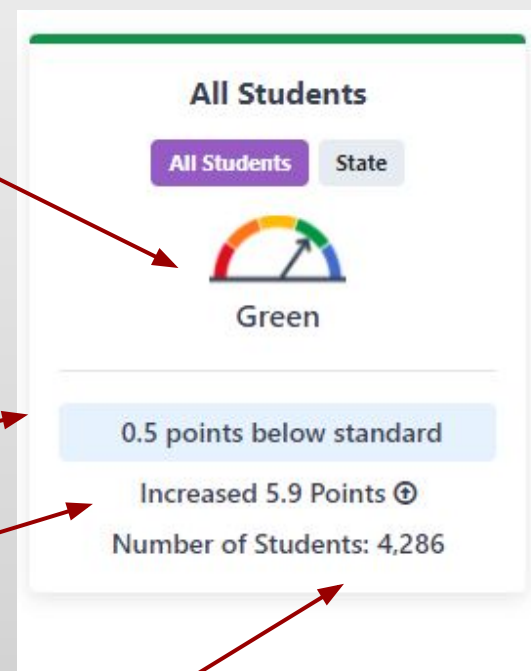 All Students
All Students State
Green
0.5 points below standard
Increased 5.9 Points
Number of Students: 4,286